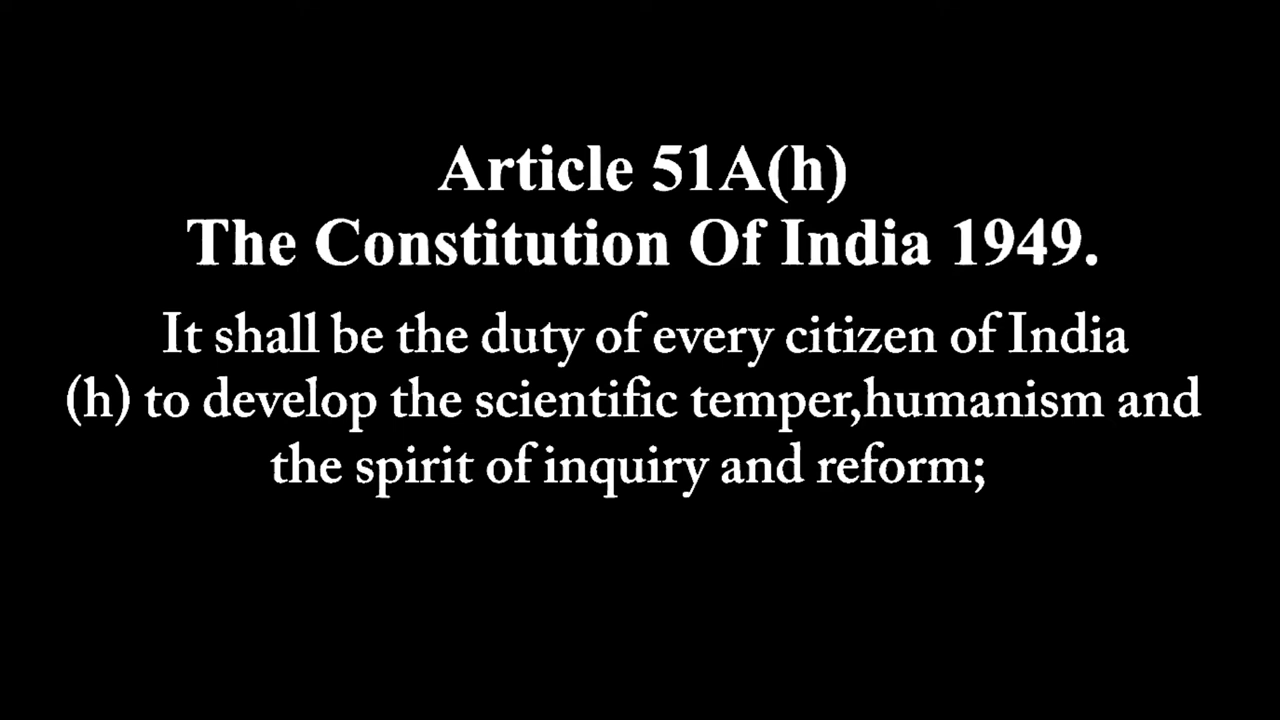 Article 51A(h)
The Constitution Of India 1949.
It shall be the duty of every citizen of India
(h) to develop the scientific temper,humanism and
the spirit of inquiry and reform;